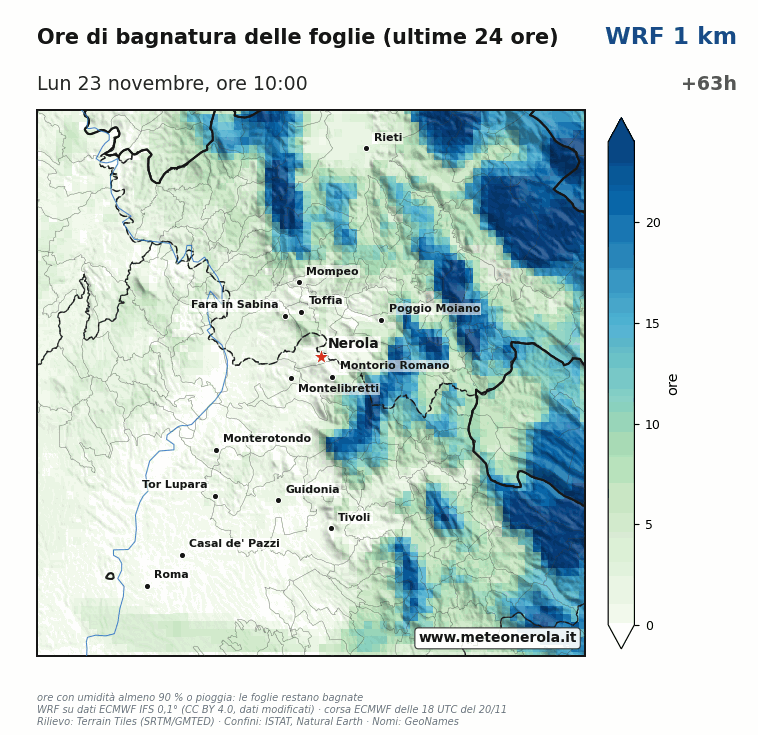 Ore di bagnatura delle foglie (ultime 24 ore)
WRF 1 km
Lun 23 novembre, ore 10:00
+63h
Rieti
Mompeo
Toffia
Fara in Sabina
Poggio Moiano
Nerola
Montorio Romano
Montelibretti
Monterotondo
Tor Lupara
Guidonia
Tivoli
Casal de' Pazzi
Roma
www.meteonerola.it
20
15
10
5
0
ore
ore con umidità almeno 90 % o pioggia: le foglie restano bagnate
WRF su dati ECMWF IFS 0,1° (CC BY 4.0, dati modificati) · corsa ECMWF delle 18 UTC del 20/11
Rilievo: Terrain Tiles (SRTM/GMTED) · Confini: ISTAT, Natural Earth · Nomi: GeoNames